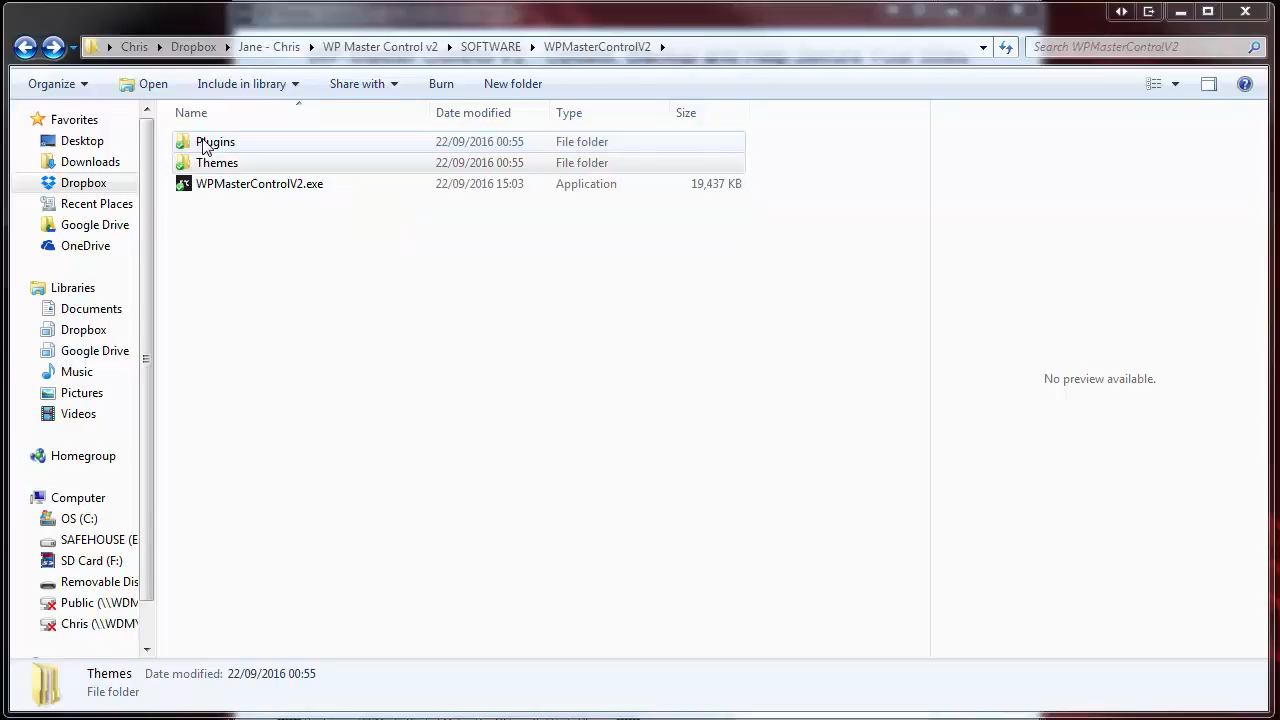 Chris Dropbox Jane - Chris WP Master Control v2 SOFTWARE WPMasterControlV2 Search WPMasterControlV2
Organize Open Include in library Share with Burn New folder
Name Date modified Type Size
Favorites
Desktop
Downloads
Dropbox
Recent Places
Google Drive
OneDrive
Libraries
Documents
Dropbox
Google Drive
Music
Pictures
Videos
Homegroup
Computer
OS (C:)
SAFEHOUSE (E
SD Card (F:)
Removable Dis
Public (\\WDM
Chris (\\WDM
Plugins 22/09/2016 00:55 File folder
Themes 22/09/2016 00:55 File folder
WPMasterControlV2.exe 22/09/2016 15:03 Application 19,437 KB
No preview available.
Themes Date modified: 22/09/2016 00:55
File folder